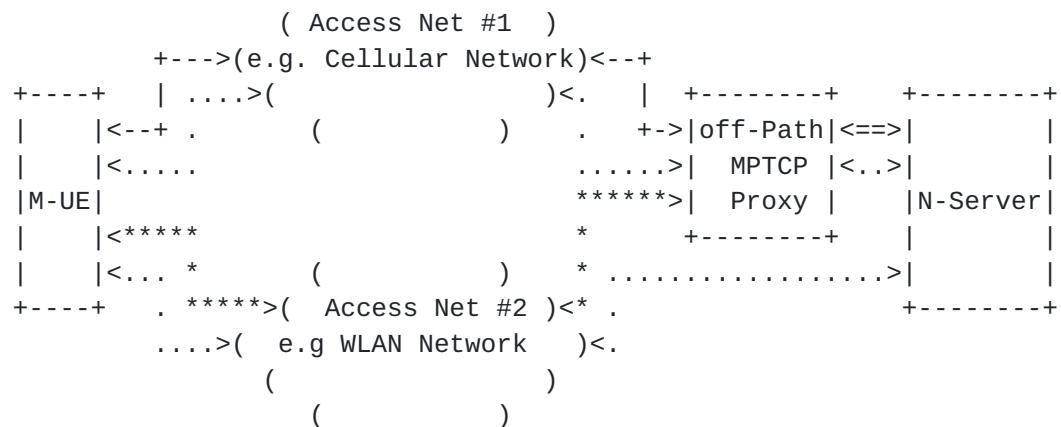 ( Access Net #1  )
         +--->(e.g. Cellular Network)<--+
+----+   | ....>(                 )<.   |  +--------+    +--------+
|    |<--+ .       (           )    .   +->|off-Path|<==>|        |
|    |<.....                        ......>|  MPTCP |<..>|        |
|M-UE|                              ******>|  Proxy |    |N-Server|
|    |<*****                        *      +--------+    |        |
|    |<... *       (           )    * ..................>|        |
+----+   . *****>(  Access Net #2 )<* .                  +--------+
         ....>(  e.g WLAN Network   )<.
                (                 )
                   (           )